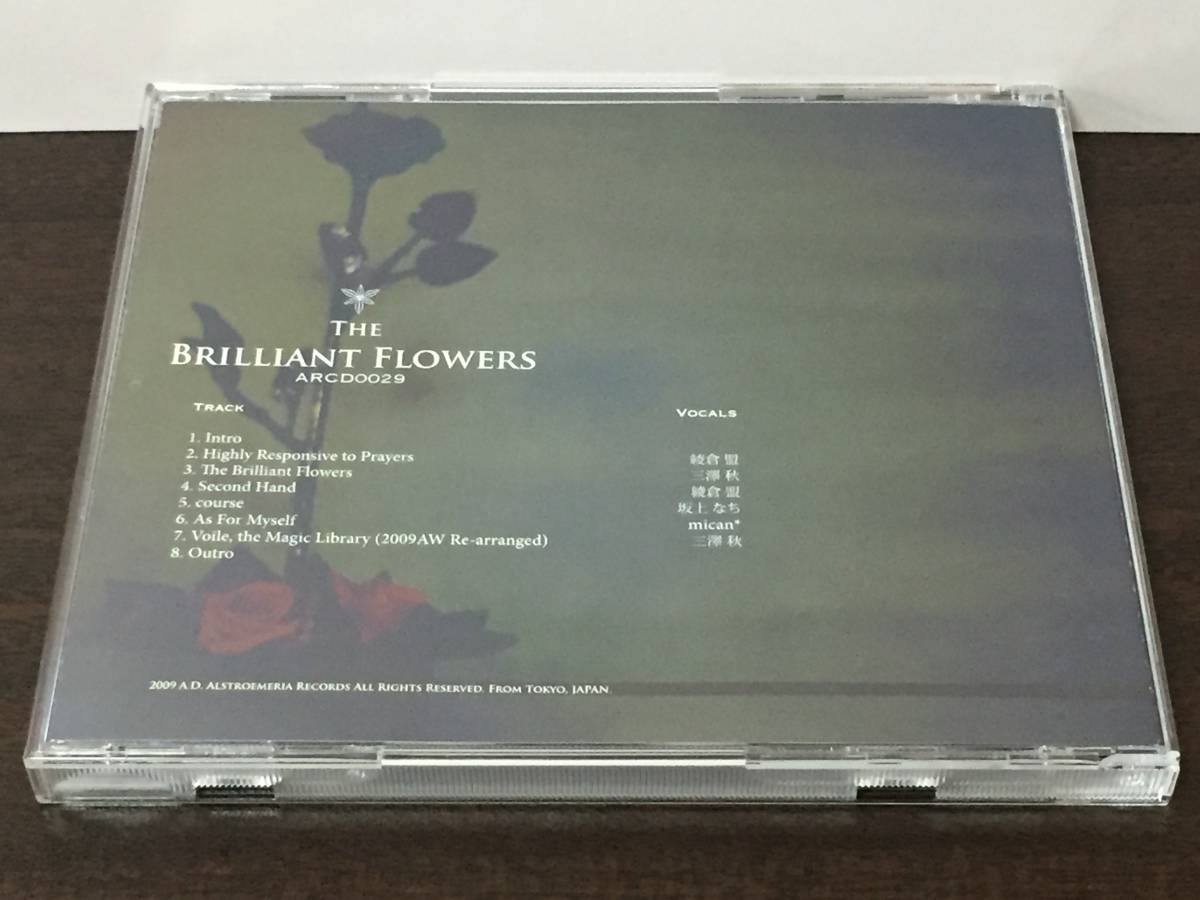 THE
BRILLIANT FLOWERS
ARCD0029
TRACK
VOCALS
1. Intro
2. Highly Responsive to Prayers
綾倉 盟
3. The Brilliant Flowers
三澤 秋
4. Second Hand
綾倉 盟
5. course
坂上 なち
6. As For Myself
mican*
7. Voile, the Magic Library (2009AW Re-arranged)
三澤 秋
8. Outro
2009 A.D. ALSTROEMERIA RECORDS ALL RIGHTS RESERVED. FROM TOKYO, JAPAN.